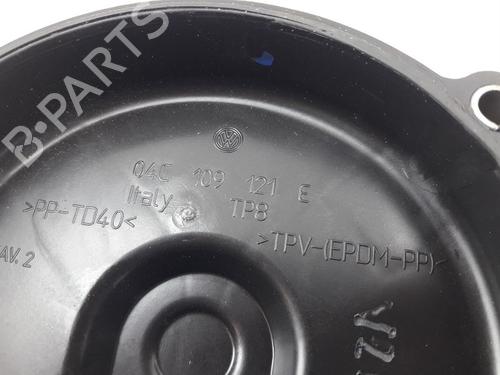 B-PARTS
04C 109 121 E
Italy TP8
>PP-TD40<
>TPV-(EPDM-PP)<
AV. 2